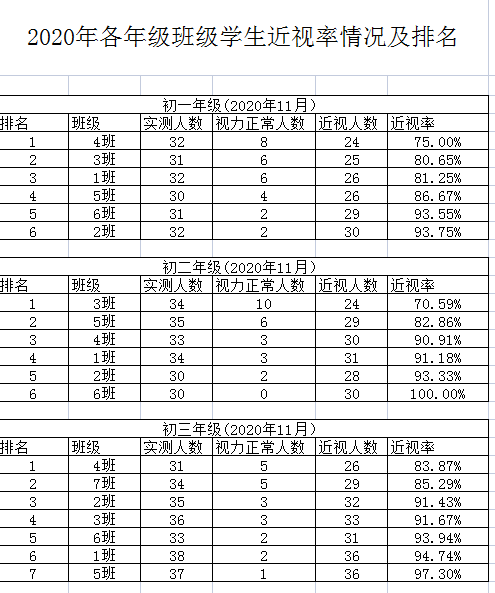 2020年各年级班级学生近视率情况及排名
初一年级(2020年11月)
排名 班级 实测人数 视力正常人数 近视人数 近视率
1 4班 32 8 24 75.00%
2 3班 31 6 25 80.65%
3 1班 32 6 26 81.25%
4 5班 30 4 26 86.67%
5 6班 31 2 29 93.55%
6 2班 32 2 30 93.75%
初二年级(2020年11月)
排名 班级 实测人数 视力正常人数 近视人数 近视率
1 3班 34 10 24 70.59%
2 5班 35 6 29 82.86%
3 4班 33 3 30 90.91%
4 1班 34 3 31 91.18%
5 2班 30 2 28 93.33%
6 6班 30 0 30 100.00%
初三年级(2020年11月)
排名 班级 实测人数 视力正常人数 近视人数 近视率
1 4班 31 5 26 83.87%
2 7班 34 5 29 85.29%
3 2班 35 3 32 91.43%
4 3班 36 3 33 91.67%
5 6班 33 2 31 93.94%
6 1班 38 2 36 94.74%
7 5班 37 1 36 97.30%